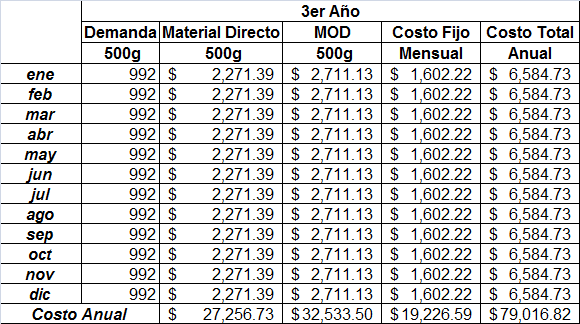 3er Año
Demanda Material Directo MOD Costo Fijo Costo Total
500g 500g 500g Mensual Anual
ene 992 $ 2,271.39 $ 2,711.13 $ 1,602.22 $ 6,584.73
feb 992 $ 2,271.39 $ 2,711.13 $ 1,602.22 $ 6,584.73
mar 992 $ 2,271.39 $ 2,711.13 $ 1,602.22 $ 6,584.73
abr 992 $ 2,271.39 $ 2,711.13 $ 1,602.22 $ 6,584.73
may 992 $ 2,271.39 $ 2,711.13 $ 1,602.22 $ 6,584.73
jun 992 $ 2,271.39 $ 2,711.13 $ 1,602.22 $ 6,584.73
jul 992 $ 2,271.39 $ 2,711.13 $ 1,602.22 $ 6,584.73
ago 992 $ 2,271.39 $ 2,711.13 $ 1,602.22 $ 6,584.73
sep 992 $ 2,271.39 $ 2,711.13 $ 1,602.22 $ 6,584.73
oct 992 $ 2,271.39 $ 2,711.13 $ 1,602.22 $ 6,584.73
nov 992 $ 2,271.39 $ 2,711.13 $ 1,602.22 $ 6,584.73
dic 992 $ 2,271.39 $ 2,711.13 $ 1,602.22 $ 6,584.73
Costo Anual $ 27,256.73 $32,533.50 $19,226.59 $79,016.82